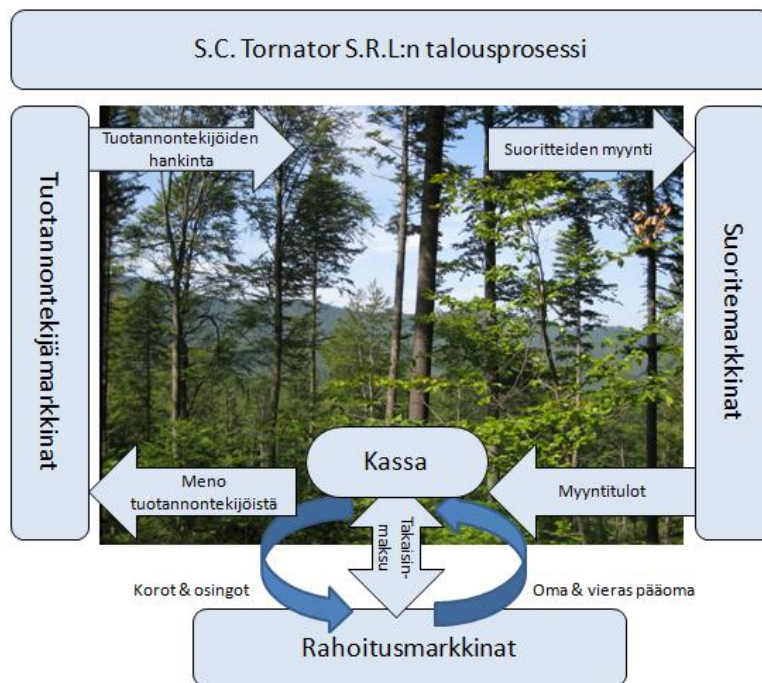 S.C. Tornator S.R.L:n talousprosessi
Tuotannontekijämarkkinat
Tuotannontekijöiden
hankinta
Suoritteiden myynti
Suoritemarkkinat
Kassa
Meno
tuotannontekijöistä
Myyntitulot
Takaisin-
maksu
Korot & osingot
Oma & vieras pääoma
Rahoitusmarkkinat